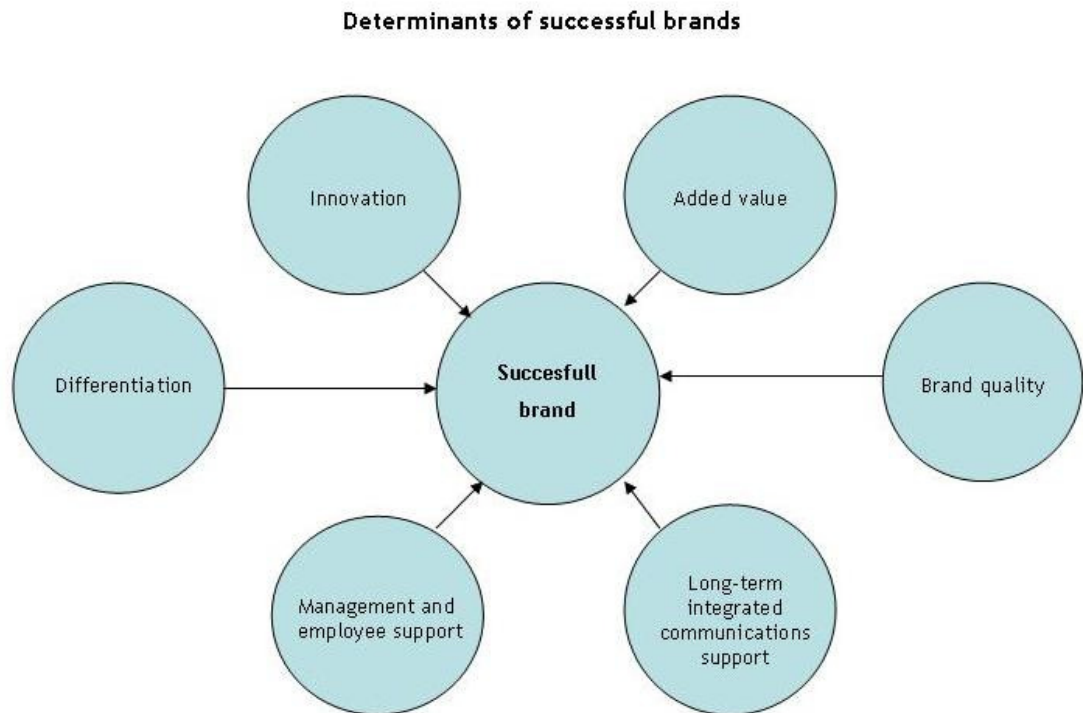 Determinants of successful brands
Innovation
Added value
Differentiation
Succesfull
brand
Brand quality
Management and
employee support
Long-term
integrated
communications
support